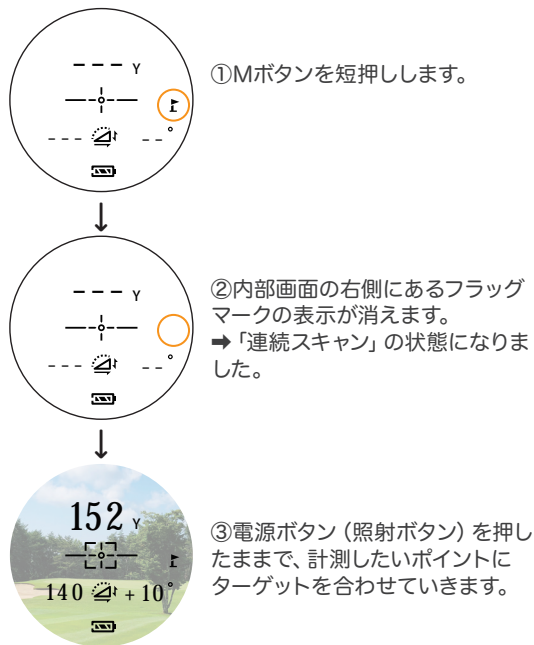 --- Y
①Mボタンを短押しします。
--- --°
--- Y
②内部画面の右側にあるフラッグ
マークの表示が消えます。
➡「連続スキャン」の状態になりま
した。
--- --°
152 Y
③電源ボタン（照射ボタン）を押し
たままで、計測したいポイントに
ターゲットを合わせていきます。
140 +10°